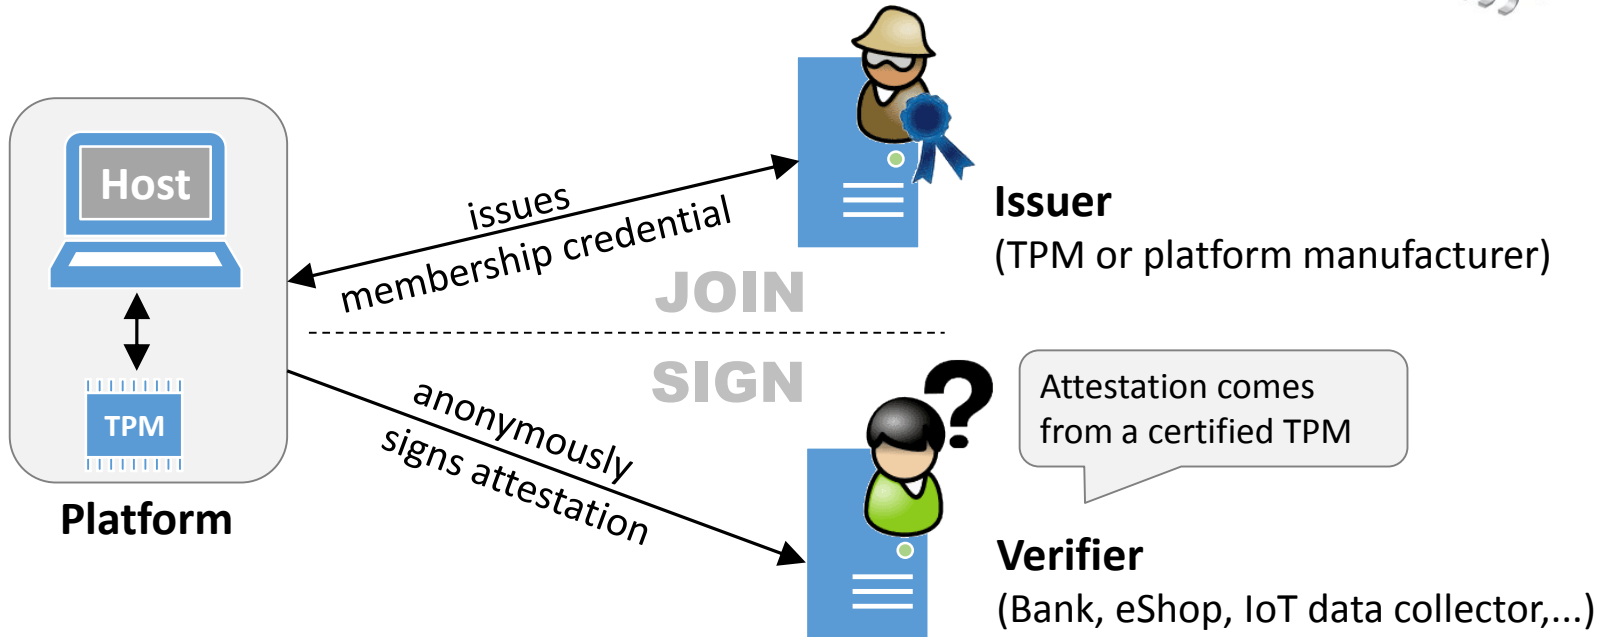 Host
TPM
Platform
issues
membership credential
JOIN
SIGN
anonymously
signs attestation
Issuer
(TPM or platform manufacturer)
?
Attestation comes
from a certified TPM
Verifier
(Bank, eShop, IoT data collector,...)